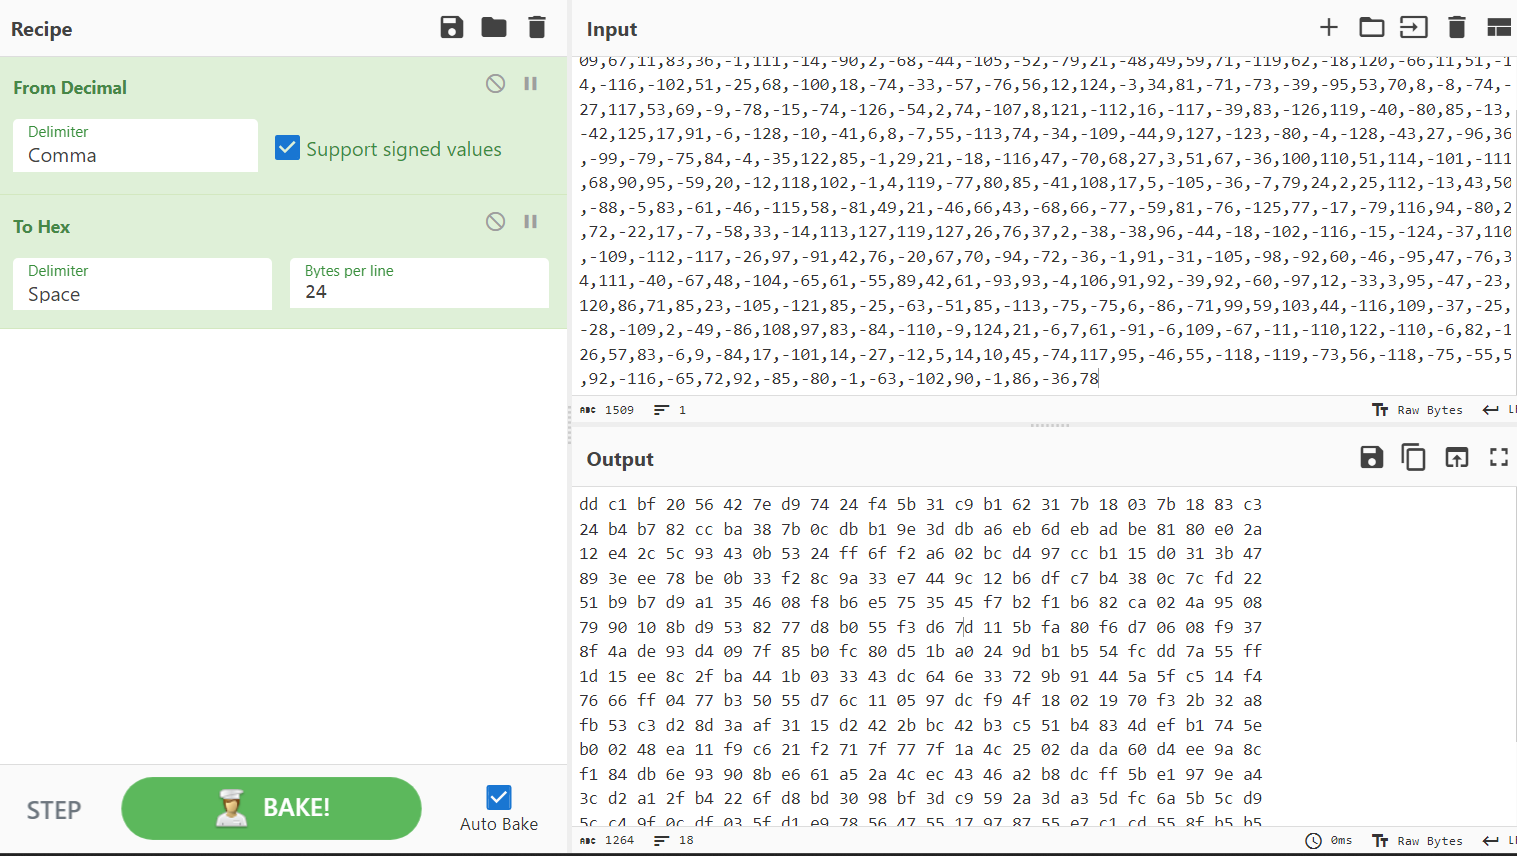 Recipe
From Decimal
Delimiter
Comma
Support signed values
To Hex
Delimiter
Space
Bytes per line
24
STEP
BAKE!
Auto Bake
Input
09,67,11,83,36,-1,111,-14,-90,2,-68,-44,-105,-52,-79,21,-48,49,59,71,-119,62,-18,120,-66,11,51,-1
4,-116,-102,51,-25,68,-100,18,-74,-33,-57,-76,56,12,124,-3,34,81,-71,-73,-39,-95,53,70,8,-8,-74,-
27,117,53,69,-9,-78,-15,-74,-126,-54,2,74,-107,8,121,-112,16,-117,-39,83,-126,119,-40,-80,85,-13,
-42,125,17,91,-6,-128,-10,-41,6,8,-7,55,-113,74,-34,-109,-44,9,127,-123,-80,-4,-128,-43,27,-96,36
,-99,-79,-75,84,-4,-35,122,85,-1,29,21,-18,-116,47,-70,68,27,3,51,67,-36,100,110,51,114,-101,-111
,68,90,95,-59,20,-12,118,102,-1,4,119,-77,80,85,-41,108,17,5,-105,-36,-7,79,24,2,25,112,-13,43,50
,-88,-5,83,-61,-46,-115,58,-81,49,21,-46,66,43,-68,66,-77,-59,81,-76,-125,77,-17,-79,116,94,-80,2
,72,-22,17,-7,-58,33,-14,113,127,119,127,26,76,37,2,-38,-38,96,-44,-18,-102,-116,-15,-124,-37,110
,-109,-112,-117,-26,97,-91,42,76,-20,67,70,-94,-72,-36,-1,91,-31,-105,-98,-92,60,-46,-95,47,-76,3
4,111,-40,-67,48,-104,-65,61,-55,89,42,61,-93,93,-4,106,91,92,-39,92,-60,-97,12,-33,3,95,-47,-23,
120,86,71,85,23,-105,-121,85,-25,-63,-51,85,-113,-75,-75,6,-86,-71,99,59,103,44,-116,109,-37,-25,
-28,-109,2,-49,-86,108,97,83,-84,-110,-9,124,21,-6,7,61,-91,-6,109,-67,-11,-110,122,-110,-6,82,-1
26,57,83,-6,9,-84,17,-101,14,-27,-12,5,14,10,45,-74,117,95,-46,55,-118,-119,-73,56,-118,-75,-55,5
,92,-116,-65,72,92,-85,-80,-1,-63,-102,90,-1,86,-36,78
ABC 1509 1 Tt Raw Bytes
Output
dd c1 bf 20 56 42 7e d9 74 24 f4 5b 31 c9 b1 62 31 7b 18 03 7b 18 83 c3
24 b4 b7 82 cc ba 38 7b 0c db b1 9e 3d db a6 eb 6d eb ad be 81 80 e0 2a
12 e4 2c 5c 93 43 0b 53 24 ff 6f f2 a6 02 bc d4 97 cc b1 15 d0 31 3b 47
89 3e ee 78 be 0b 33 f2 8c 9a 33 e7 44 9c 12 b6 df c7 b4 38 0c 7c fd 22
51 b9 b7 d9 a1 35 46 08 f8 b6 e5 75 35 45 f7 b2 f1 b6 82 ca 02 4a 95 08
79 90 10 8b d9 53 82 77 d8 b0 55 f3 d6 7d 11 5b fa 80 f6 d7 06 08 f9 37
8f 4a de 93 d4 09 7f 85 b0 fc 80 d5 1b a0 24 9d b1 b5 54 fc dd 7a 55 ff
1d 15 ee 8c 2f ba 44 1b 03 33 43 dc 64 6e 33 72 9b 91 44 5a 5f c5 14 f4
76 66 ff 04 77 b3 50 55 d7 6c 11 05 97 dc f9 4f 18 02 19 70 f3 2b 32 a8
fb 53 c3 d2 8d 3a af 31 15 d2 42 2b bc 42 b3 c5 51 b4 83 4d ef b1 74 5e
b0 02 48 ea 11 f9 c6 21 f2 71 7f 77 7f 1a 4c 25 02 da da 60 d4 ee 9a 8c
f1 84 db 6e 93 90 8b e6 61 a5 2a 4c ec 43 46 a2 b8 dc ff 5b e1 97 9e a4
3c d2 a1 2f b4 22 6f d8 bd 30 98 bf 3d c9 59 2a 3d a3 5d fc 6a 5b 5c d9
5c c4 9f 0c df 03 5f d1 e9 78 56 47 55 17 97 87 55 e7 c1 cd 55 8f b5 b5
ABC 1264 18 0ms Tt Raw Bytes